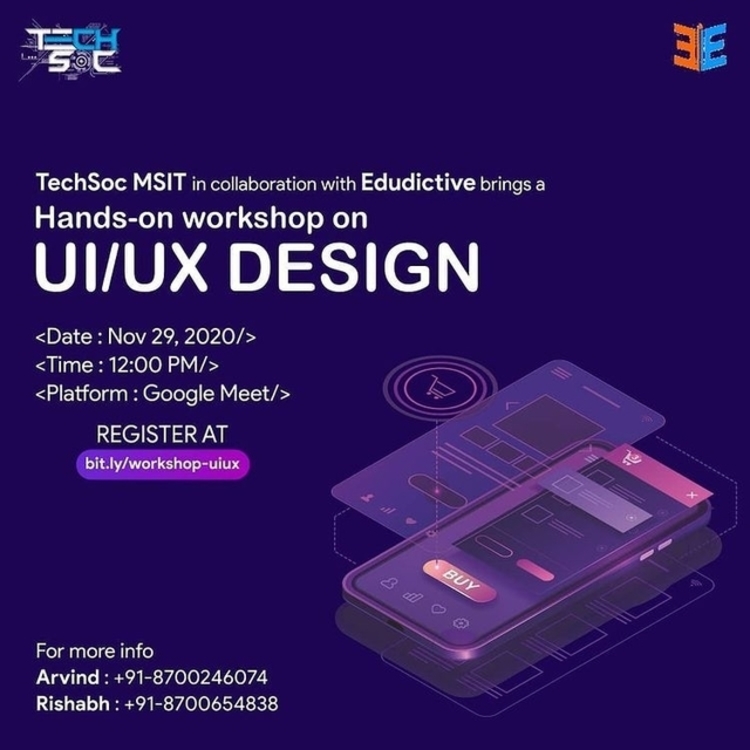 TECH
SOC
TechSoc MSIT in collaboration with Edudictive brings a
Hands-on workshop on
UI/UX DESIGN
<Date : Nov 29, 2020/>
<Time : 12:00 PM/>
<Platform : Google Meet/>
REGISTER AT
bit.ly/workshop-uiux
BUY
For more info
Arvind : +91-8700246074
Rishabh : +91-8700654838